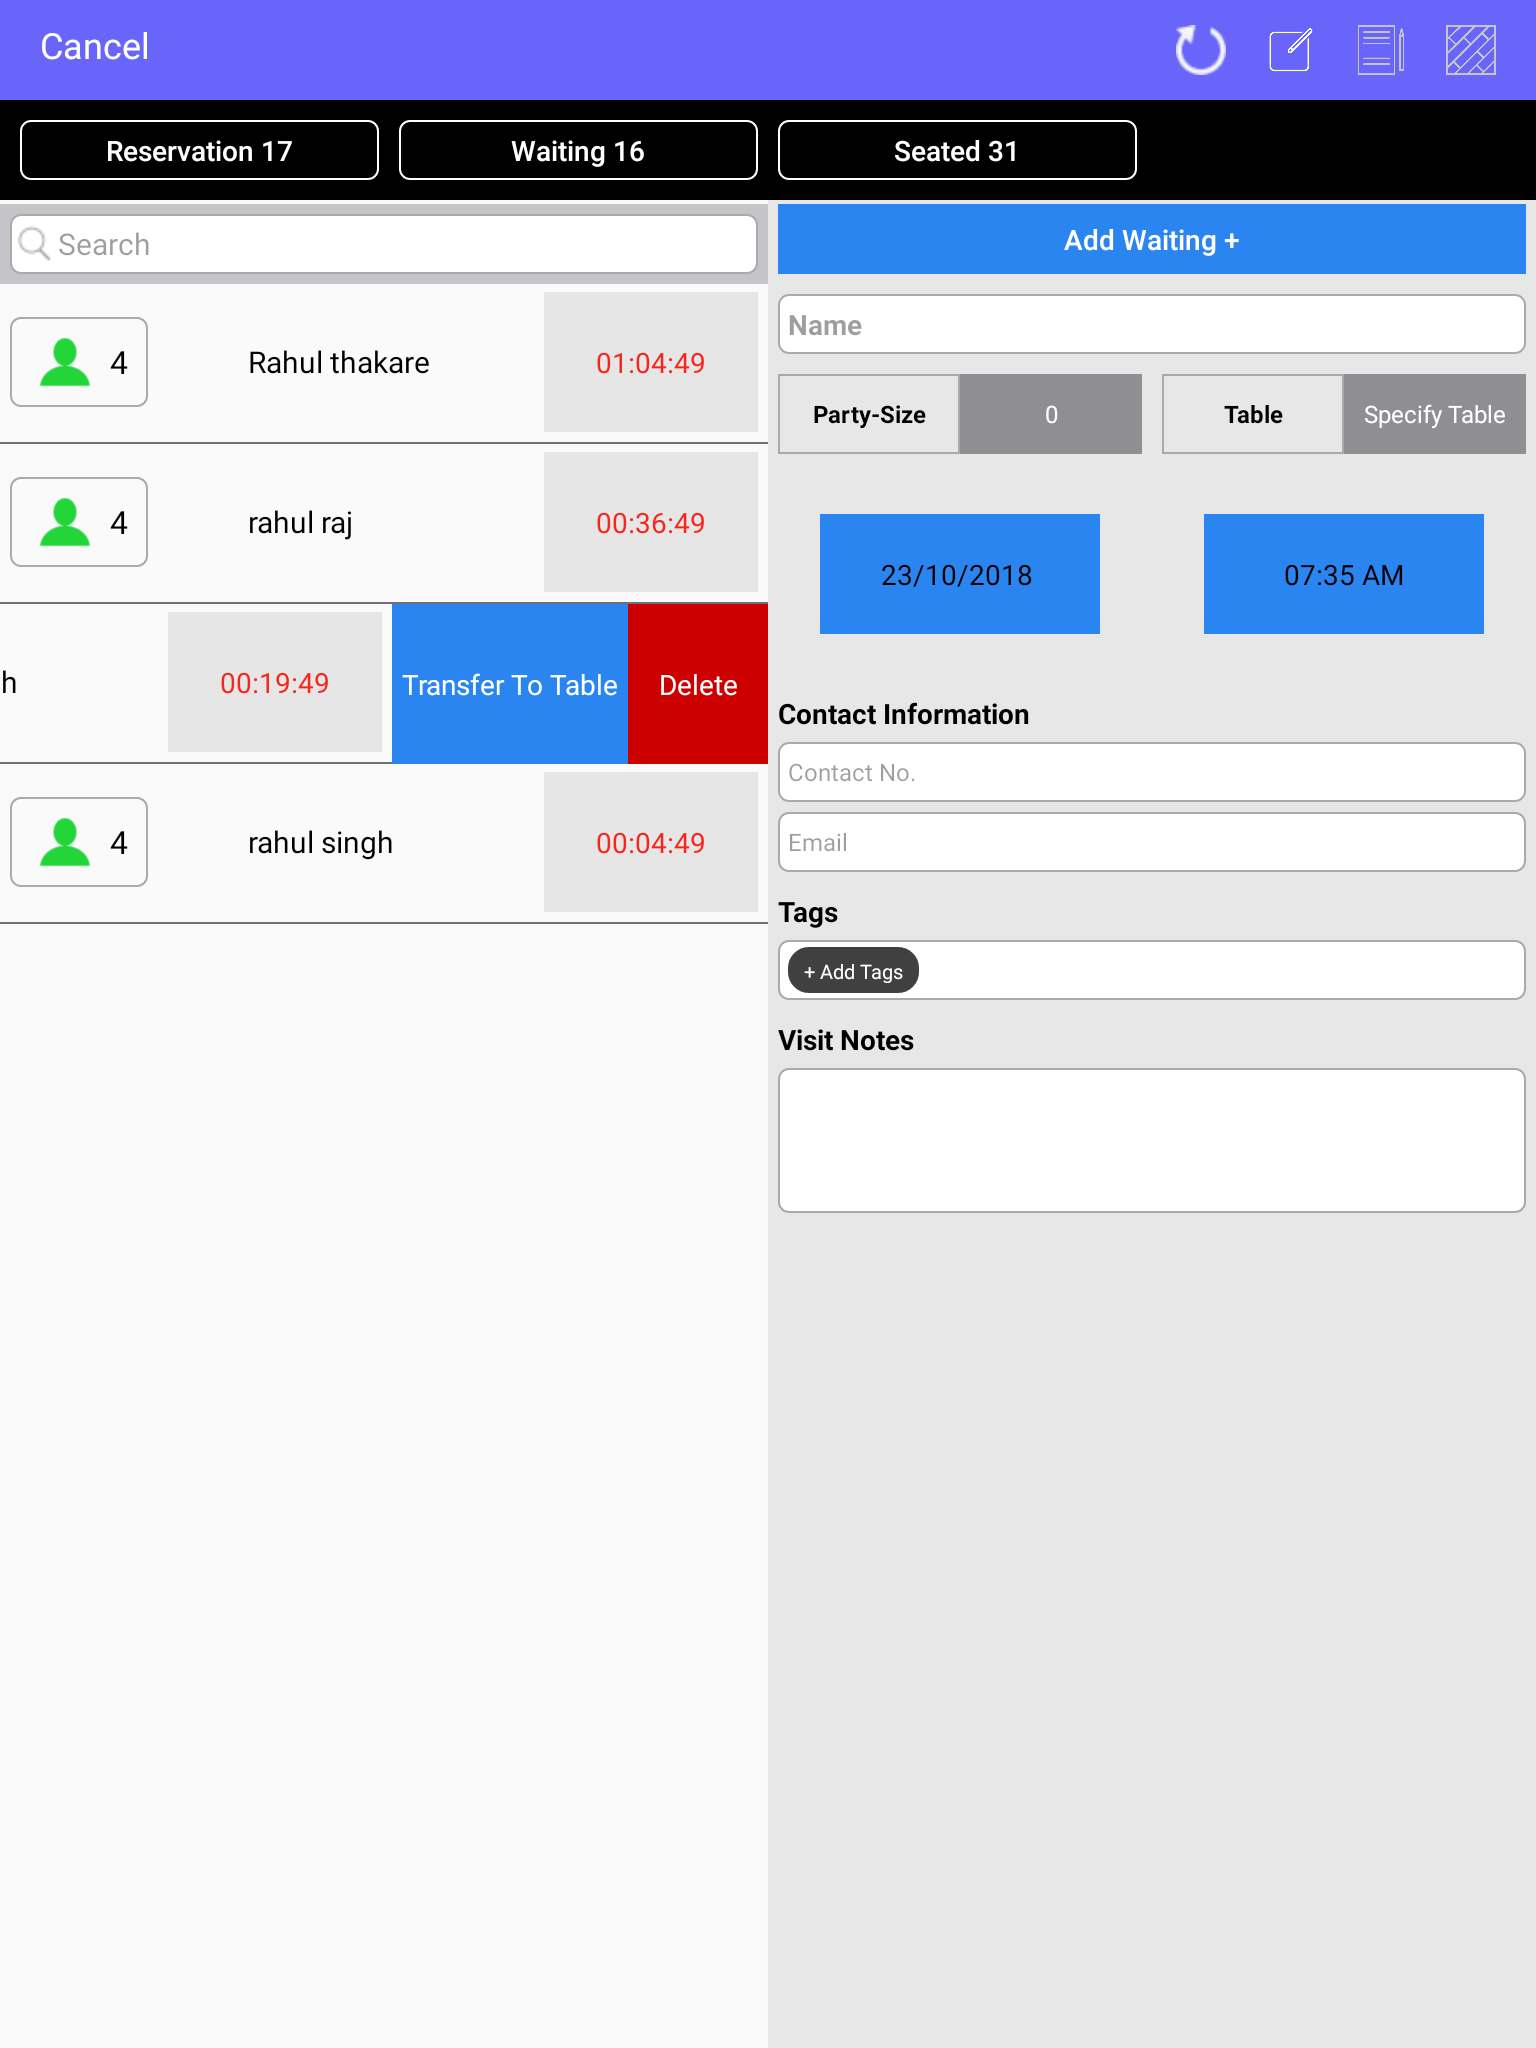 Cancel
Reservation 17
Waiting 16
Seated 31
Search
4 Rahul thakare 01:04:49
4 rahul raj 00:36:49
h 00:19:49 Transfer To Table Delete
4 rahul singh 00:04:49
Add Waiting +
Name
Party-Size 0 Table Specify Table
23/10/2018 07:35 AM
Contact Information
Contact No.
Email
Tags
+ Add Tags
Visit Notes